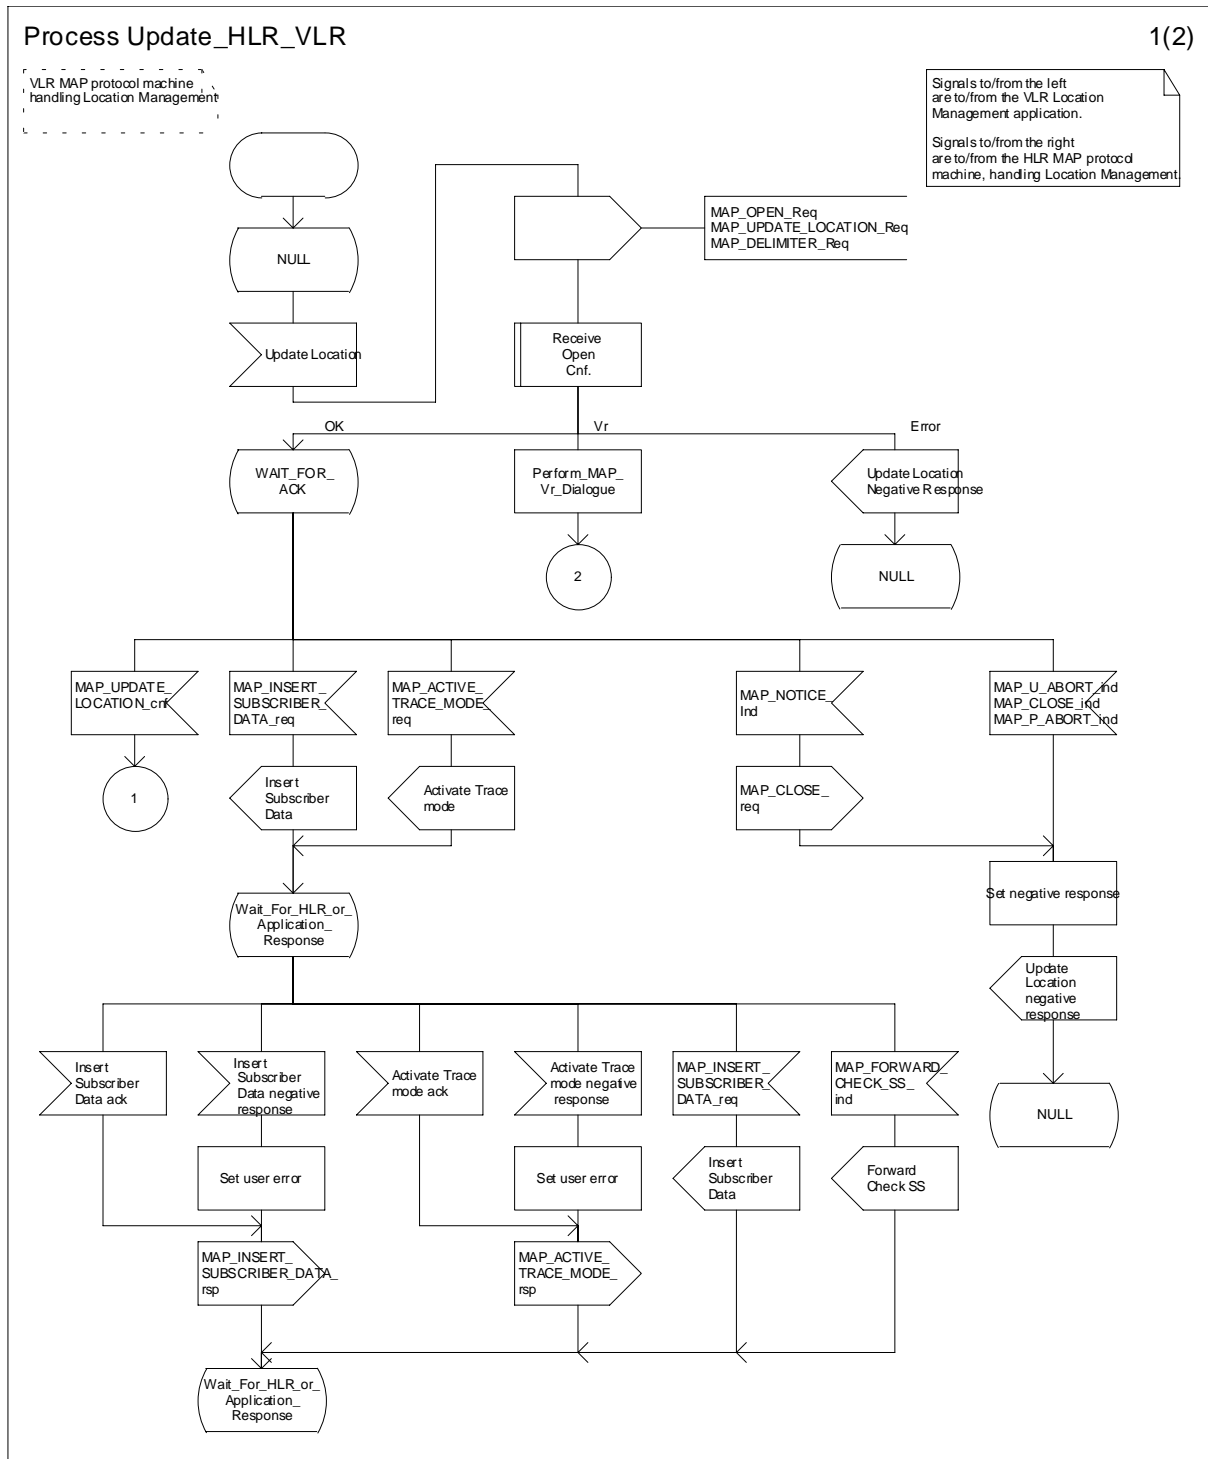 Process Update_HLR_VLR
1(2)
VLR MAP protocol machine
handling Location Management
Signals to/from the left
are to/from the VLR Location
Management application.
Signals to/from the right
are to/from the HLR MAP protocol
machine, handling Location Management.
MAP_OPEN_Req
MAP_UPDATE_LOCATION_Req
MAP_DELIMITER_Req
NULL
Update Location
Receive
Open
Cnf.
OK
Vr
Error
WAIT_FOR_
ACK
Perform_MAP_
Vr_Dialogue
Update Location
Negative Response
2
NULL
MAP_UPDATE_
LOCATION_cnf
MAP_INSERT_
SUBSCRIBER_
DATA_req
MAP_ACTIVE_
TRACE_MODE_
req
MAP_NOTICE_
Ind
MAP_U_ABORT_ind
MAP_CLOSE_ind
MAP_P_ABORT_ind
1
Insert
Subscriber
Data
Activate Trace
mode
MAP_CLOSE_
req
Set negative response
Wait_For_HLR_or_
Application_
Response
Update
Location
negative
response
Insert
Subscriber
Data ack
Insert
Subscriber
Data negative
response
Activate Trace
mode ack
Activate Trace
mode negative
response
MAP_INSERT_
SUBSCRIBER_
DATA_req
MAP_FORWARD_
CHECK_SS_
ind
NULL
Set user error
Set user error
Insert
Subscriber
Data
Forward
Check SS
MAP_INSERT_
SUBSCRIBER_DATA_
rsp
MAP_ACTIVE_
TRACE_MODE_
rsp
Wait_For_HLR_or_
Application_
Response